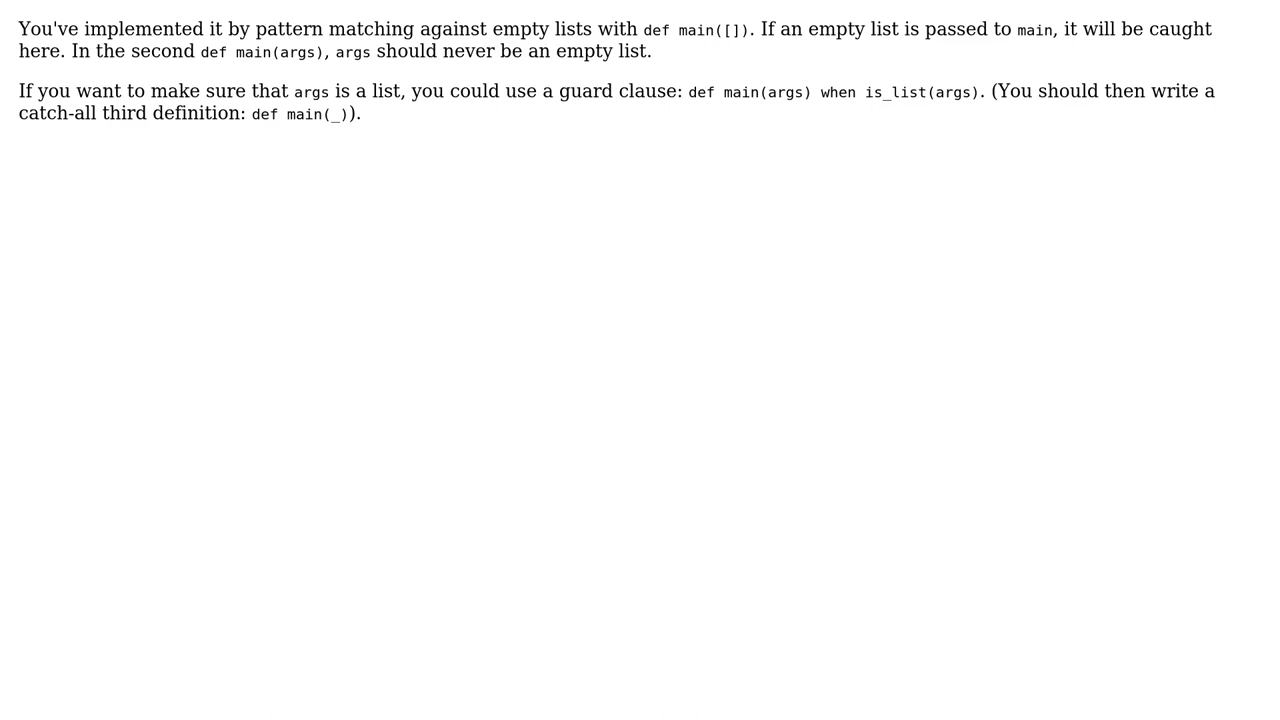 You've implemented it by pattern matching against empty lists with def main([]). If an empty list is passed to main, it will be caught
here. In the second def main(args), args should never be an empty list.
If you want to make sure that args is a list, you could use a guard clause: def main(args) when is_list(args). (You should then write a
catch-all third definition: def main(_)).